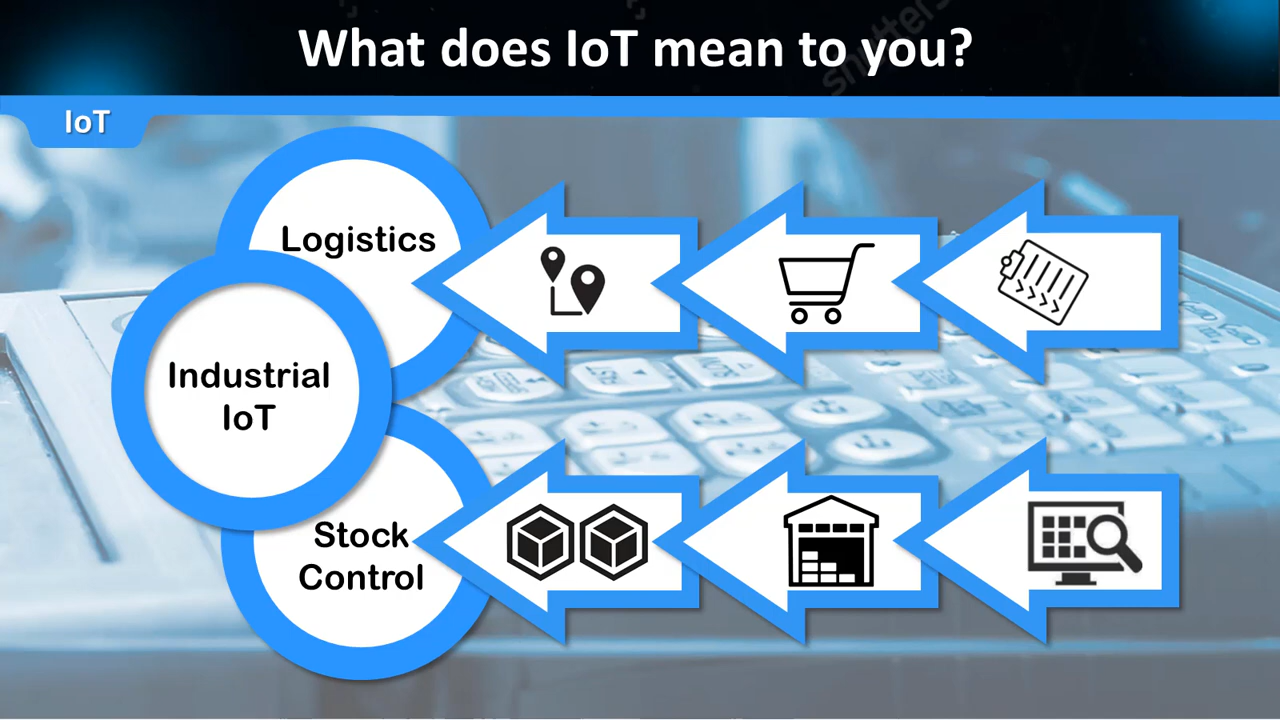 What does IoT mean to you?
IoT
Logistics
Industrial
IoT
Stock
Control